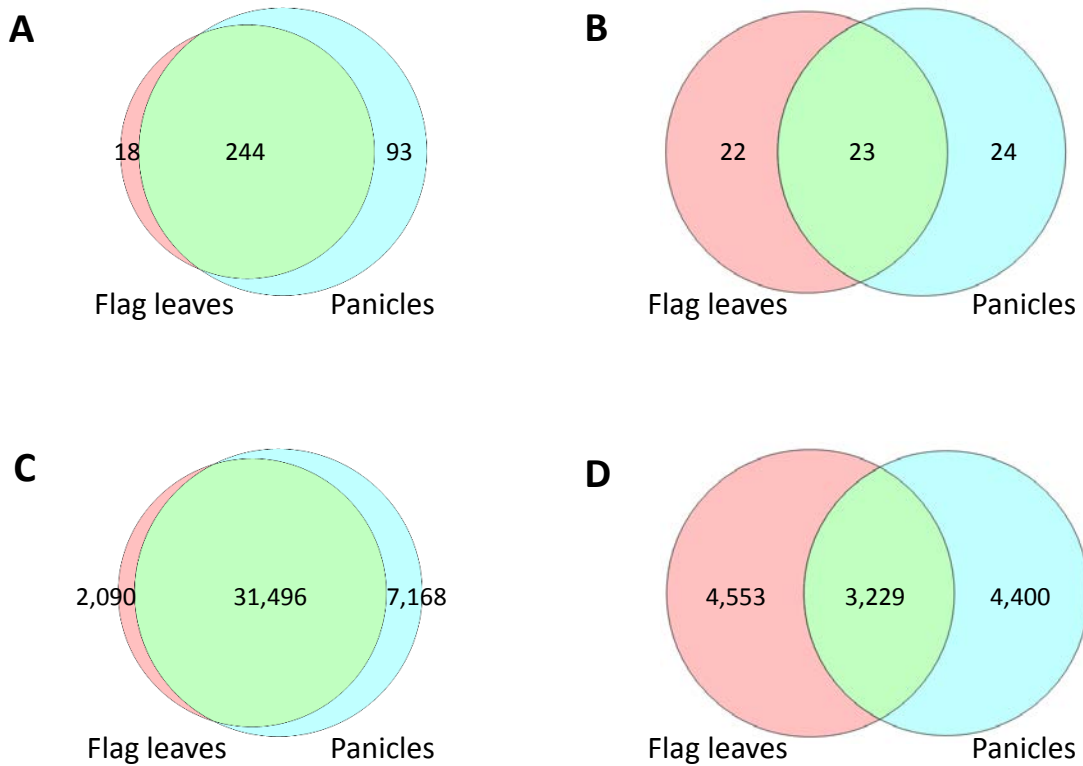 A
18 244 93
Flag leaves Panicles
B
22 23 24
Flag leaves Panicles
C
2,090 31,496 7,168
Flag leaves Panicles
D
4,553 3,229 4,400
Flag leaves Panicles